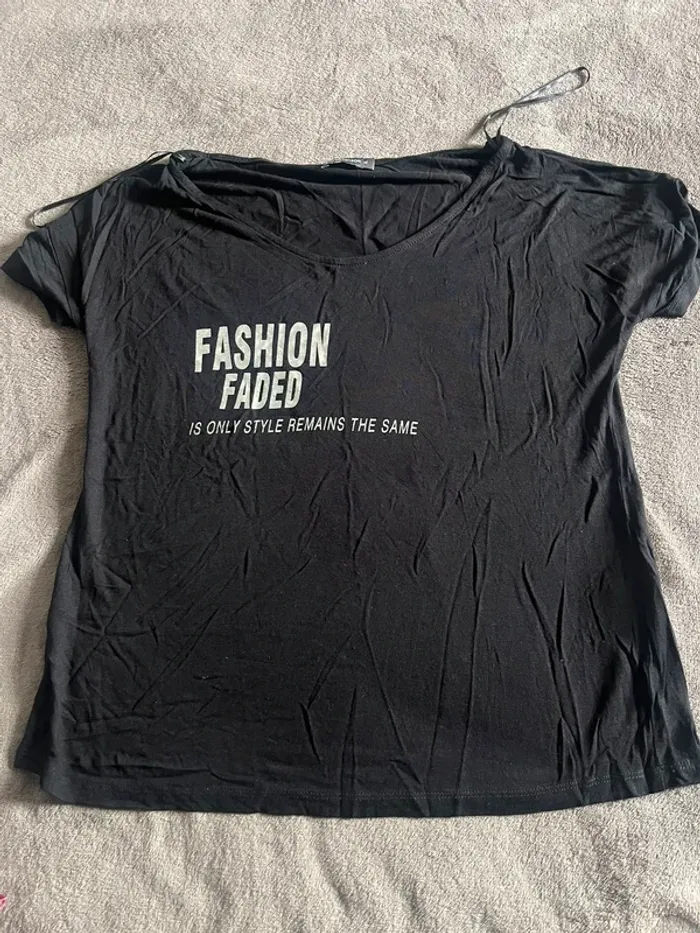 FASHION
FADED
IS ONLY STYLE REMAINS THE SAME